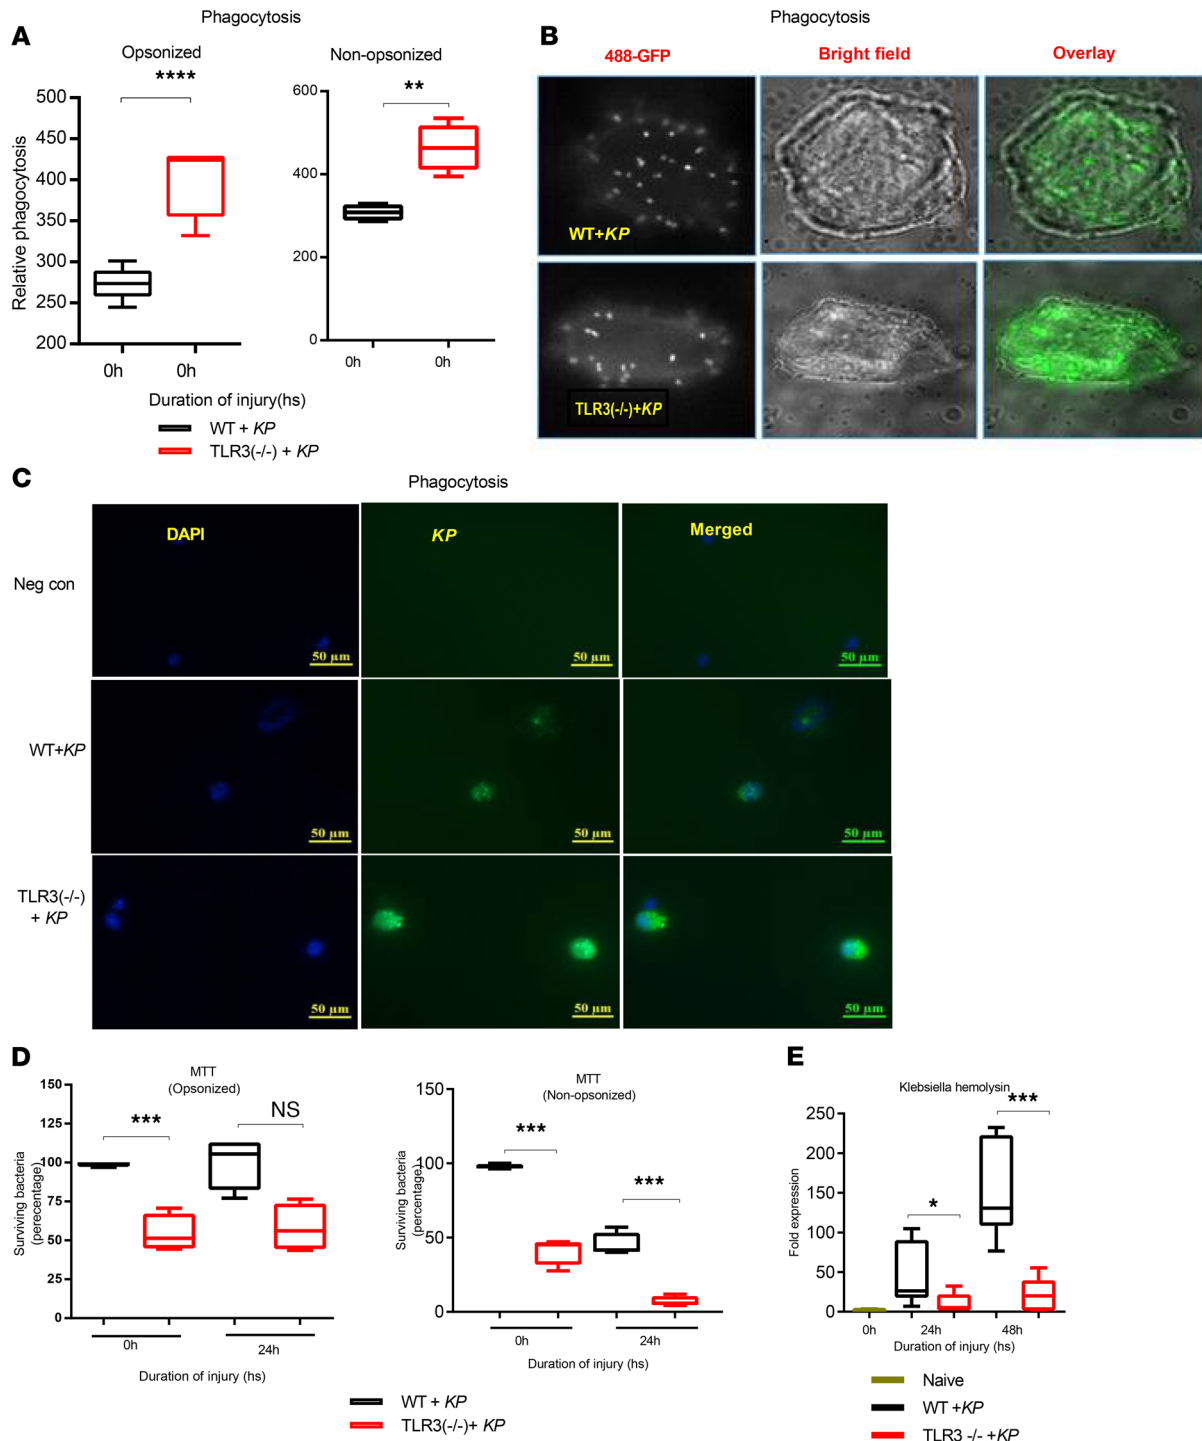 A
Phagocytosis
Opsonized
Non-opsonized
****
**
Relative phagocytosis
500
450
400
350
300
250
200
600
400
200
0
0h
0h
0h
0h
Duration of injury(hs)
WT + KP
TLR3(-/-) + KP
B
Phagocytosis
488-GFP
Bright field
Overlay
WT+KP
TLR3(-/-)+KP
C
Phagocytosis
DAPI
KP
Merged
Neg con
50 µm
50 µm
50 µm
WT+KP
50 µm
50 µm
50 µm
TLR3(-/-)
+ KP
50 µm
50 µm
50 µm
D
MTT
(Opsonized)
Surviving bacteria
(perecentage)
150
125
100
75
50
25
0
***
NS
0h
24h
Duration of injury (hs)
MTT
(Non-opsonized)
Surviving bacteria
(percentage)
150
100
50
0
***
***
0h
24h
Duration of injury (hs)
WT + KP
TLR3(-/-)+ KP
E
Klebsiella hemolysin
Fold expression
250
200
150
100
50
0
*
***
0h
24h
48h
Duration of injury (hs)
Naive
WT +KP
TLR3 -/- +KP